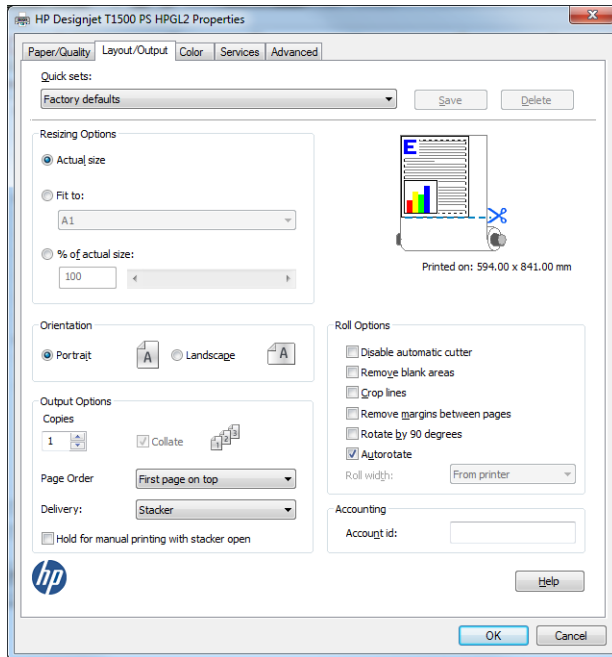 HP Designjet T1500 PS HPGL2 Properties
Paper/Quality Layout/Output Color Services Advanced
Quick sets:
Factory defaults Save Delete
Resizing Options
Actual size
Fit to:
A1
% of actual size:
100
E
Printed on: 594.00 x 841.00 mm
Orientation
Portrait A Landscape A
Output Options
Copies
1 Collate 1 2 3
Page Order First page on top
Delivery: Stacker
Hold for manual printing with stacker open
Roll Options
Disable automatic cutter
Remove blank areas
Crop lines
Remove margins between pages
Rotate by 90 degrees
Autorotate
Roll width: From printer
Accounting
Account id:
hp
Help
OK Cancel